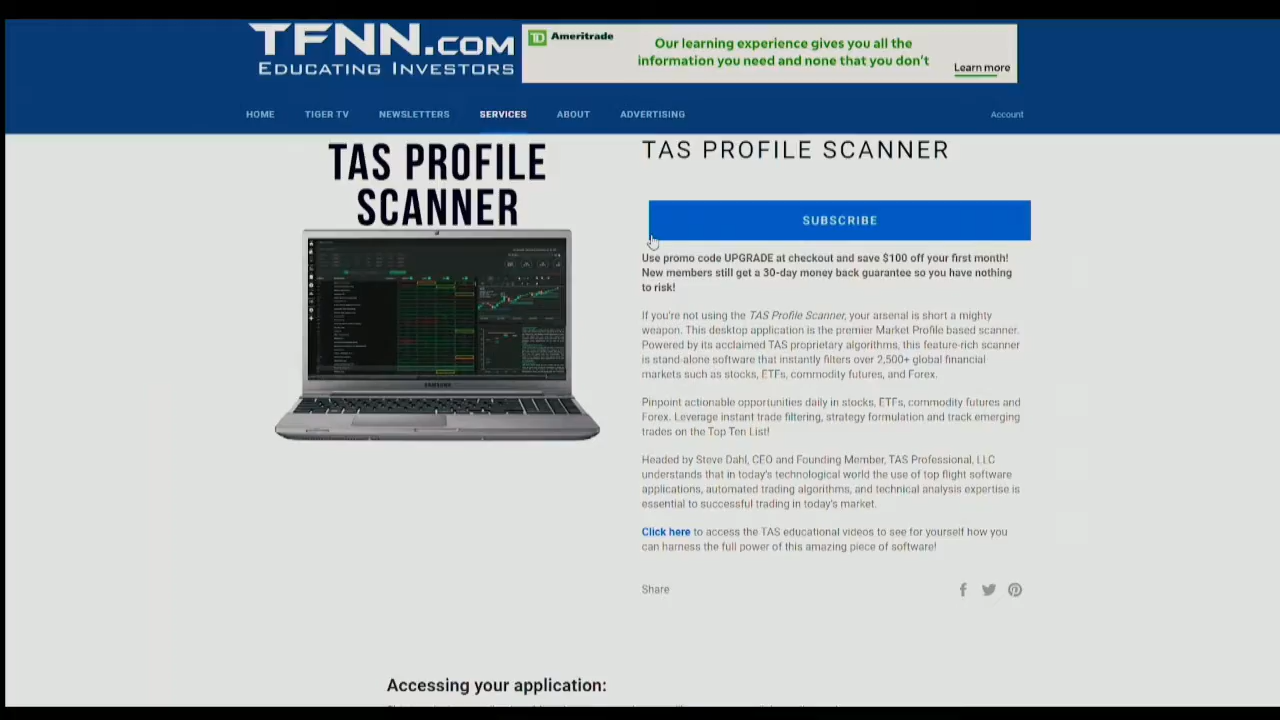 TFNN.COM
EDUCATING INVESTORS
TD Ameritrade
Our learning experience gives you all the
information you need and none that you don't
Learn more
HOME TIGER TV NEWSLETTERS SERVICES ABOUT ADVERTISING Account
TAS PROFILE
SCANNER
SAMSUNG
TAS PROFILE SCANNER
SUBSCRIBE
Use promo code UPGRADE at checkout and save $100 off your first month!
New members still get a 30-day money back guarantee so you have nothing
to risk!
If you're not using the TAS Profile Scanner, your arsenal is short a mighty
weapon. This desktop application is the premier Market Profile based scanner.
Powered by its acclaimed TAS proprietary algorithms, this feature-rich scanner
is stand-alone software that instantly filters over 2,500+ global financial
markets such as stocks, ETFs, commodity futures, and Forex.
Pinpoint actionable opportunities daily in stocks, ETFs, commodity futures and
Forex. Leverage instant trade filtering, strategy formulation and track emerging
trades on the Top Ten List!
Headed by Steve Dahl, CEO and Founding Member, TAS Professional, LLC
understands that in today's technological world the use of top flight software
applications, automated trading algorithms, and technical analysis expertise is
essential to successful trading in today's market.
Click here to access the TAS educational videos to see for yourself how you
can harness the full power of this amazing piece of software!
Share
Accessing your application: